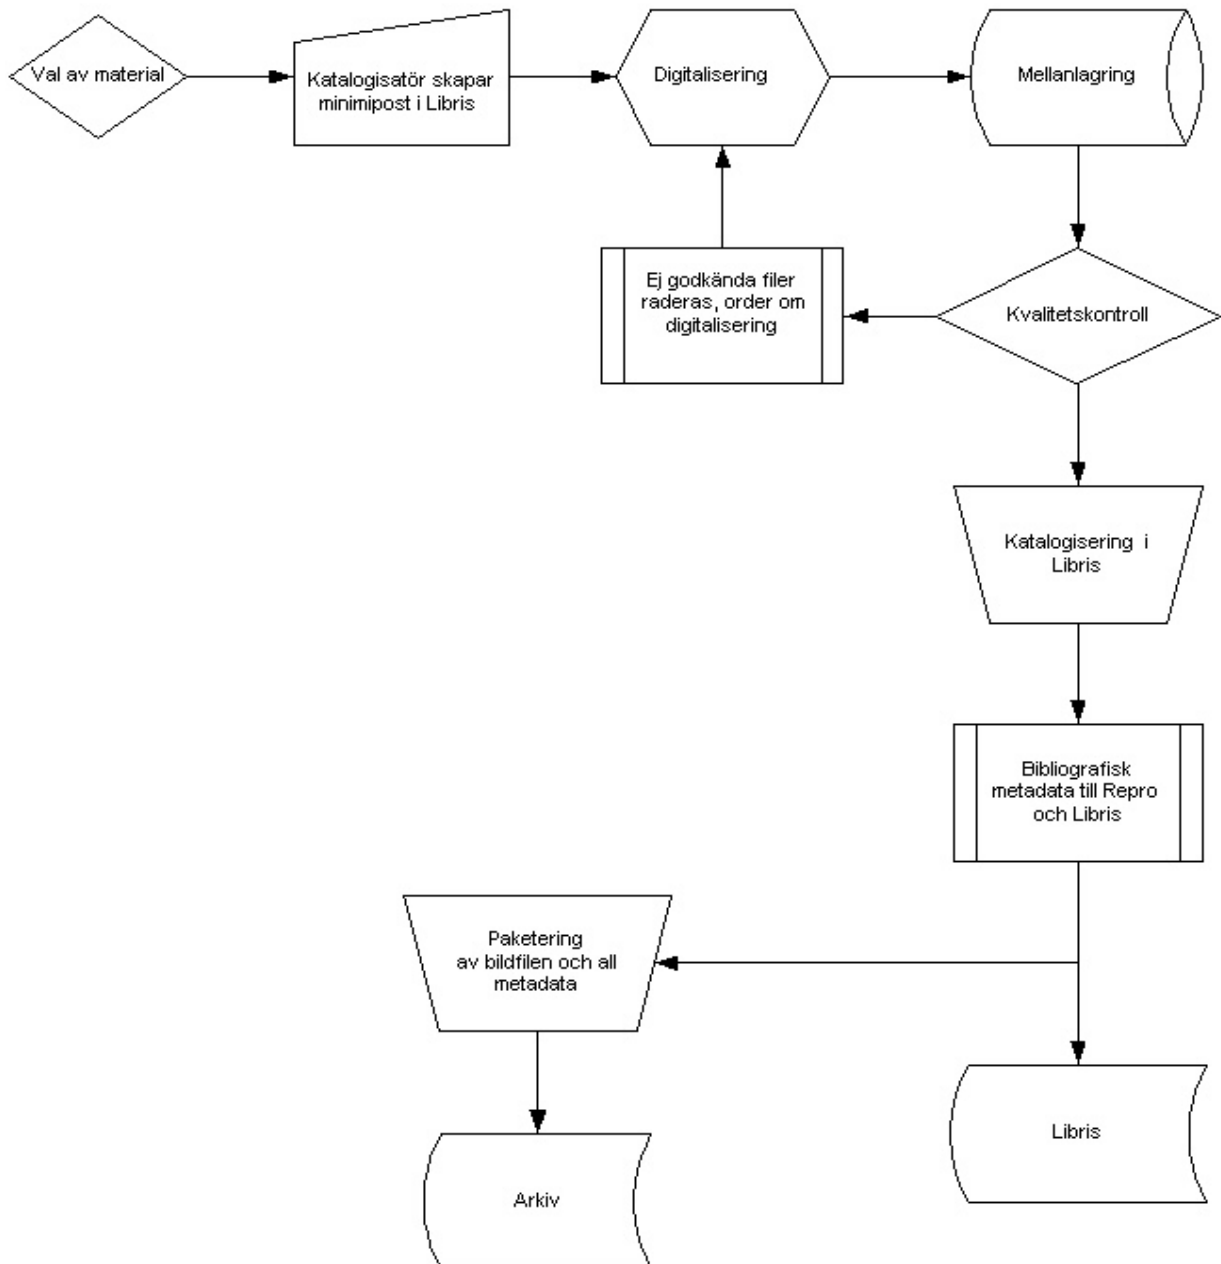 Val av material
Katalogisatör skapar
minimipost i Libris
Digitalisering
Mellanlagring
Ej godkända filer
raderas, order om
digitalisering
Kvalitetskontroll
Katalogisering i
Libris
Bibliografisk
metadata till Repro
och Libris
Paketering
av bildfilen och all
metadata
Libris
Arkiv